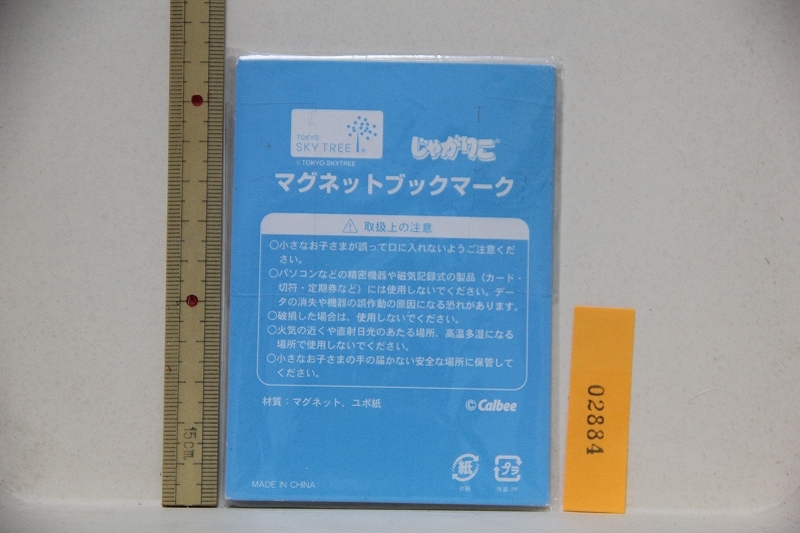 TOKYO
SKY TREE®
© TOKYO-SKYTREE
じゃがりこ®
マグネットブックマーク
取扱上の注意
○小さなお子さまが誤って口に入れないようご注意くだ
さい。
○パソコンなどの精密機器や磁気記録式の製品（カード・
切符・定期券など）には使用しないでください。デー
タの消失や機器の誤作動の原因になる恐れがあります。
○破損した場合は、使用しないでください。
○火気の近くや直射日光のあたる場所、高温多湿になる
場所で使用しないでください。
○小さなお子さまの手の届かない安全な場所に保管して
ください。
材質：マグネット、ユポ紙
©Calbee
紙
プラ
MADE IN CHINA
15cm
02884